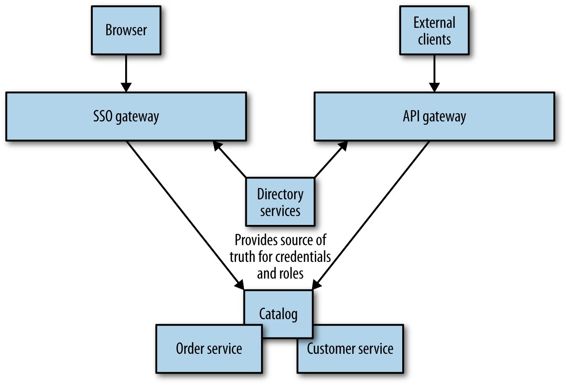 Browser
External
clients
SSO gateway
API gateway
Directory
services
Provides source of
truth for credentials
and roles
Catalog
Order service
Customer service